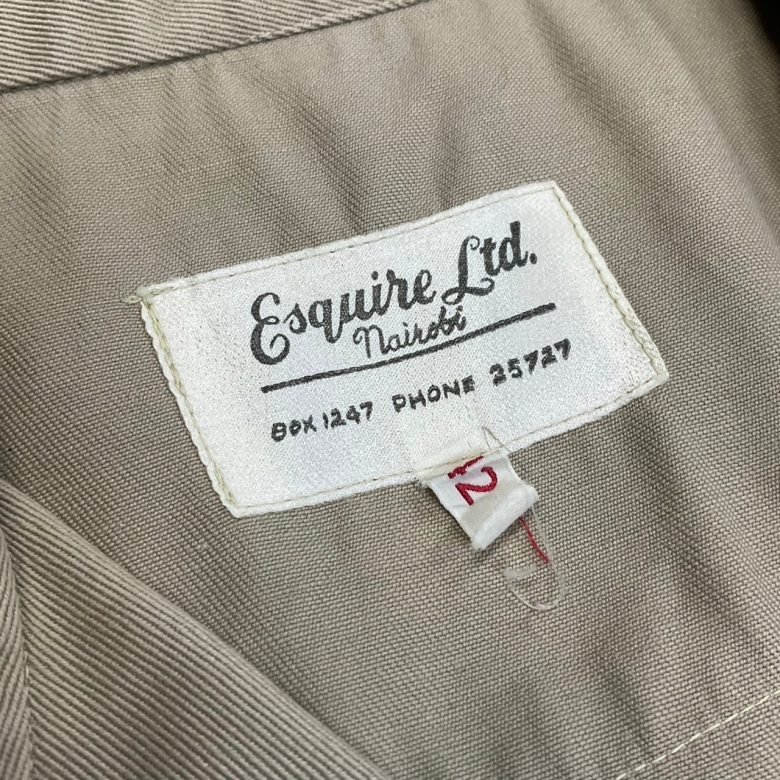 Esquire Ltd.
Nairobi
BOX 1247 PHONE 25727
42